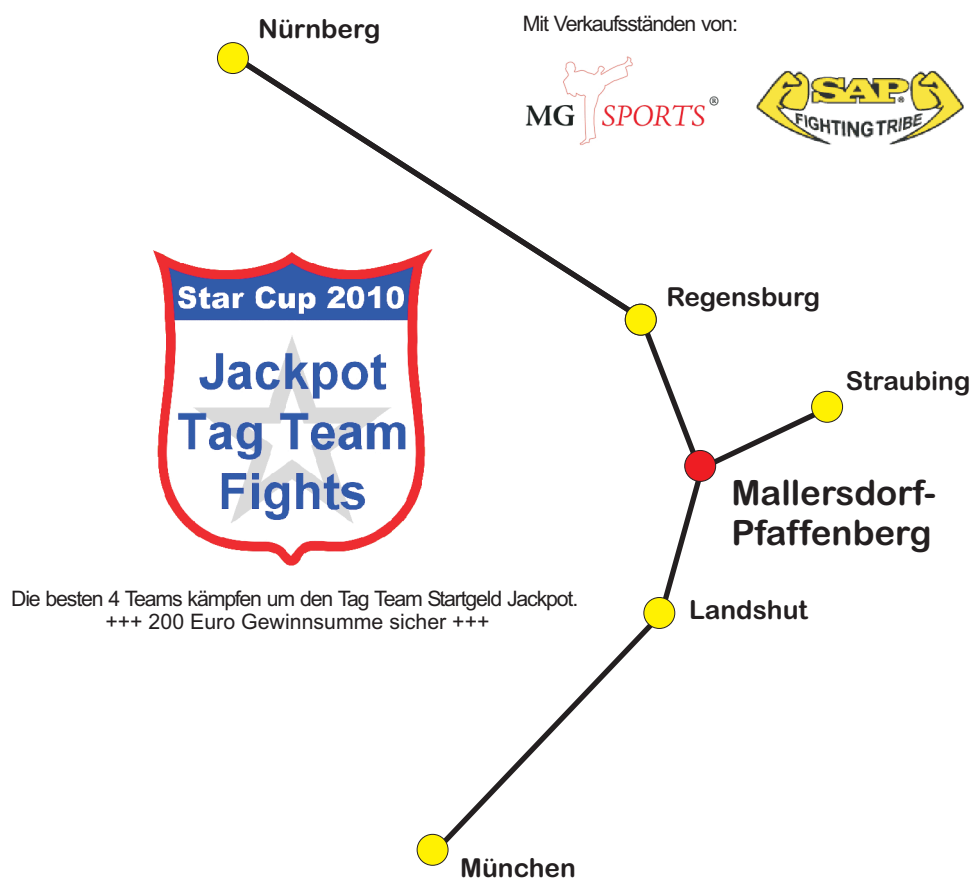 Nürnberg
Mit Verkaufsständen von:
MG SPORTS®
SAP®
FIGHTING TRIBE
Star Cup 2010
Jackpot
Tag Team
Fights
Regensburg
Straubing
Mallersdorf-
Pfaffenberg
Die besten 4 Teams kämpfen um den Tag Team Startgeld Jackpot.
+++ 200 Euro Gewinnsumme sicher +++
Landshut
München